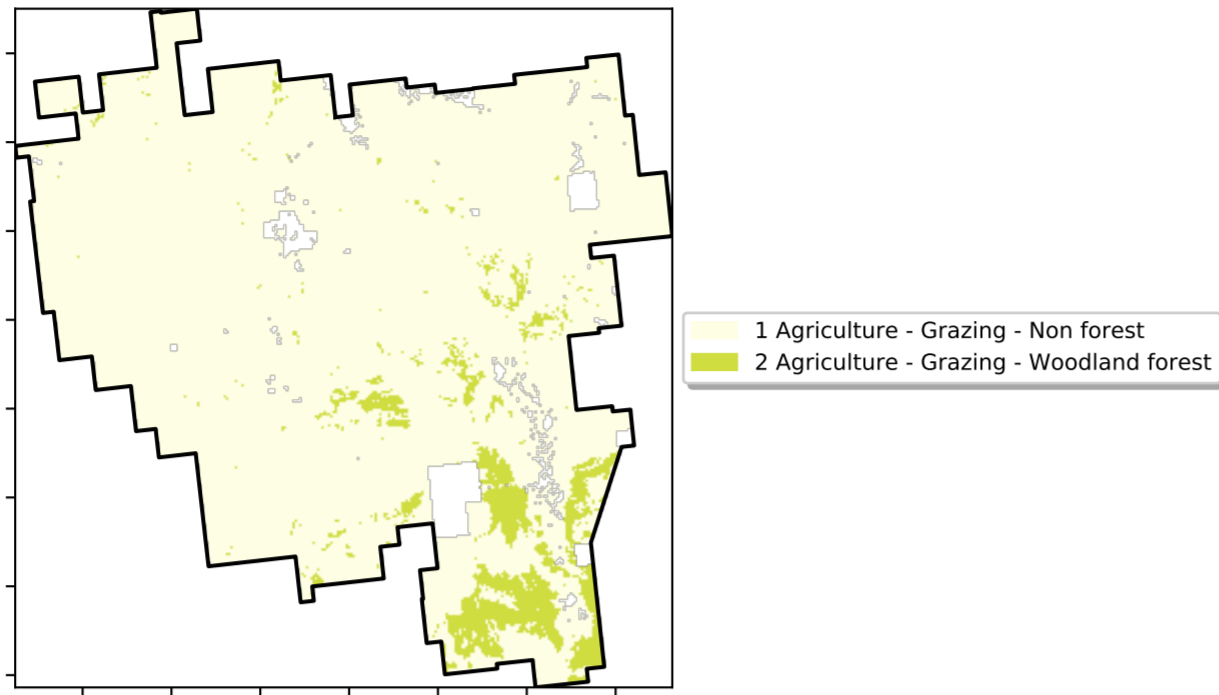 1 Agriculture - Grazing - Non forest
2 Agriculture - Grazing - Woodland forest